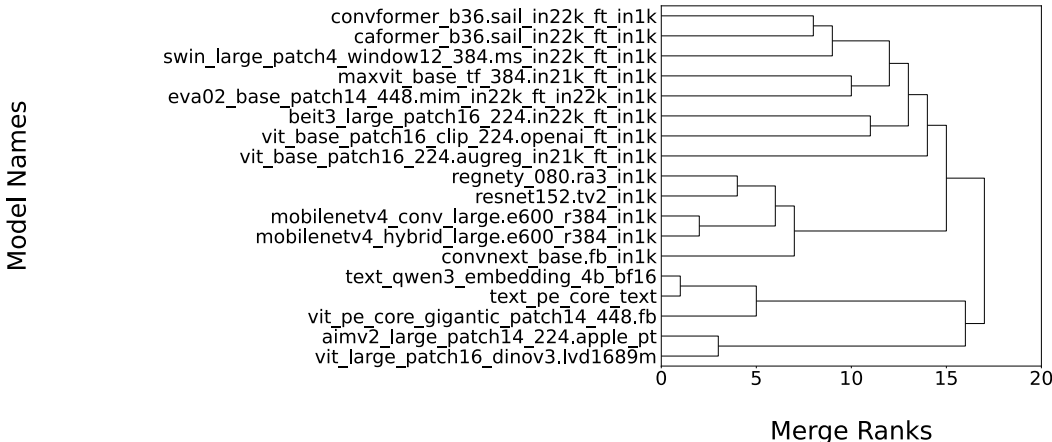 convformer_b36.sail_in22k_ft_in1k
caformer_b36.sail_in22k_ft_in1k
swin_large_patch4_window12_384.ms_in22k_ft_in1k
maxvit_base_tf_384.in21k_ft_in1k
eva02_base_patch14_448.mim_in22k_ft_in22k_in1k
beit3_large_patch16_224.in22k_ft_in1k
vit_base_patch16_clip_224.openai_ft_in1k
vit_base_patch16_224.augreg_in21k_ft_in1k
regnety_080.ra3_in1k
resnet152.tv2_in1k
mobilenetv4_conv_large.e600_r384_in1k
mobilenetv4_hybrid_large.e600_r384_in1k
convnext_base.fb_in1k
text_qwen3_embedding_4b_bf16
text_pe_core_text
vit_pe_core_gigantic_patch14_448.fb
aimv2_large_patch14_224.apple_pt
vit_large_patch16_dinov3.lvd1689m
Model Names
0 5 10 15 20
Merge Ranks